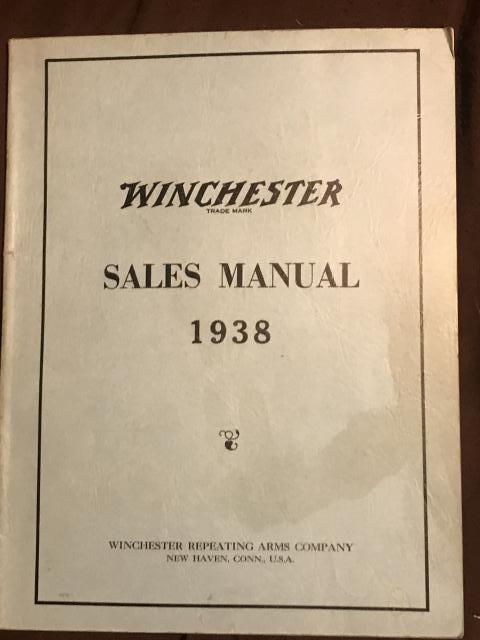 WINCHESTER
TRADE MARK
SALES MANUAL
1938
WINCHESTER REPEATING ARMS COMPANY
NEW HAVEN, CONN., U.S.A.